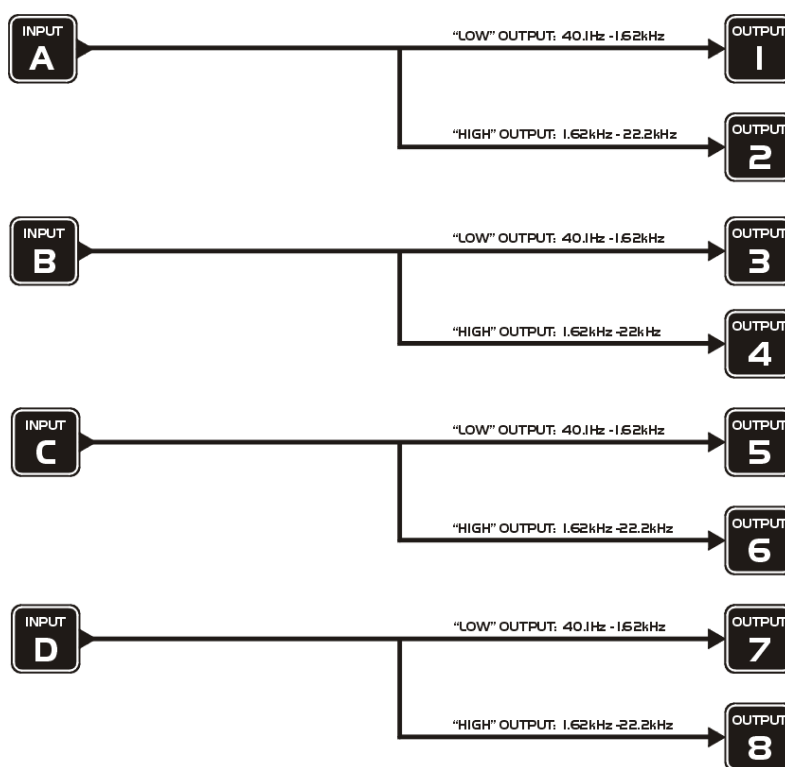 INPUT
A
"LOW" OUTPUT: 40.1Hz - 1.62kHz
OUTPUT
1
"HIGH" OUTPUT: 1.62kHz - 22.2kHz
OUTPUT
2
INPUT
B
"LOW" OUTPUT: 40.1Hz - 1.62kHz
OUTPUT
3
"HIGH" OUTPUT: 1.62kHz -22kHz
OUTPUT
4
INPUT
C
"LOW" OUTPUT: 40.1Hz - 1.62kHz
OUTPUT
5
"HIGH" OUTPUT: 1.62kHz -22.2kHz
OUTPUT
6
INPUT
D
"LOW" OUTPUT: 40.1Hz - 1.62kHz
OUTPUT
7
"HIGH" OUTPUT: 1.62kHz -22.2kHz
OUTPUT
8